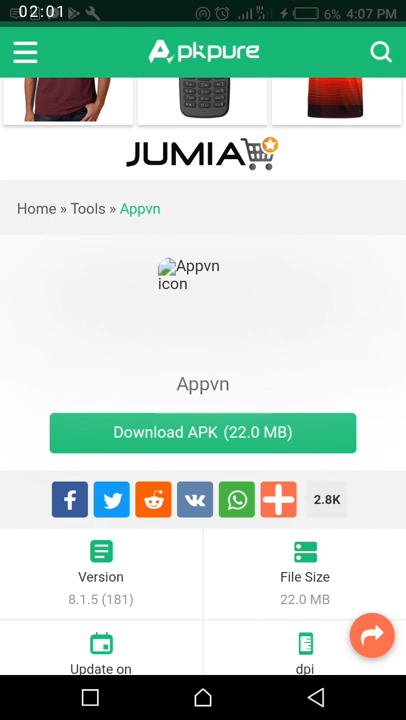 02:01
6% 4:07 PM
Apkpure
JUMIA
Home » Tools » Appvn
Appvn
icon
Appvn
Download APK (22.0 MB)
2.8K
Version
File Size
8.1.5 (181)
22.0 MB
Update on
dpi